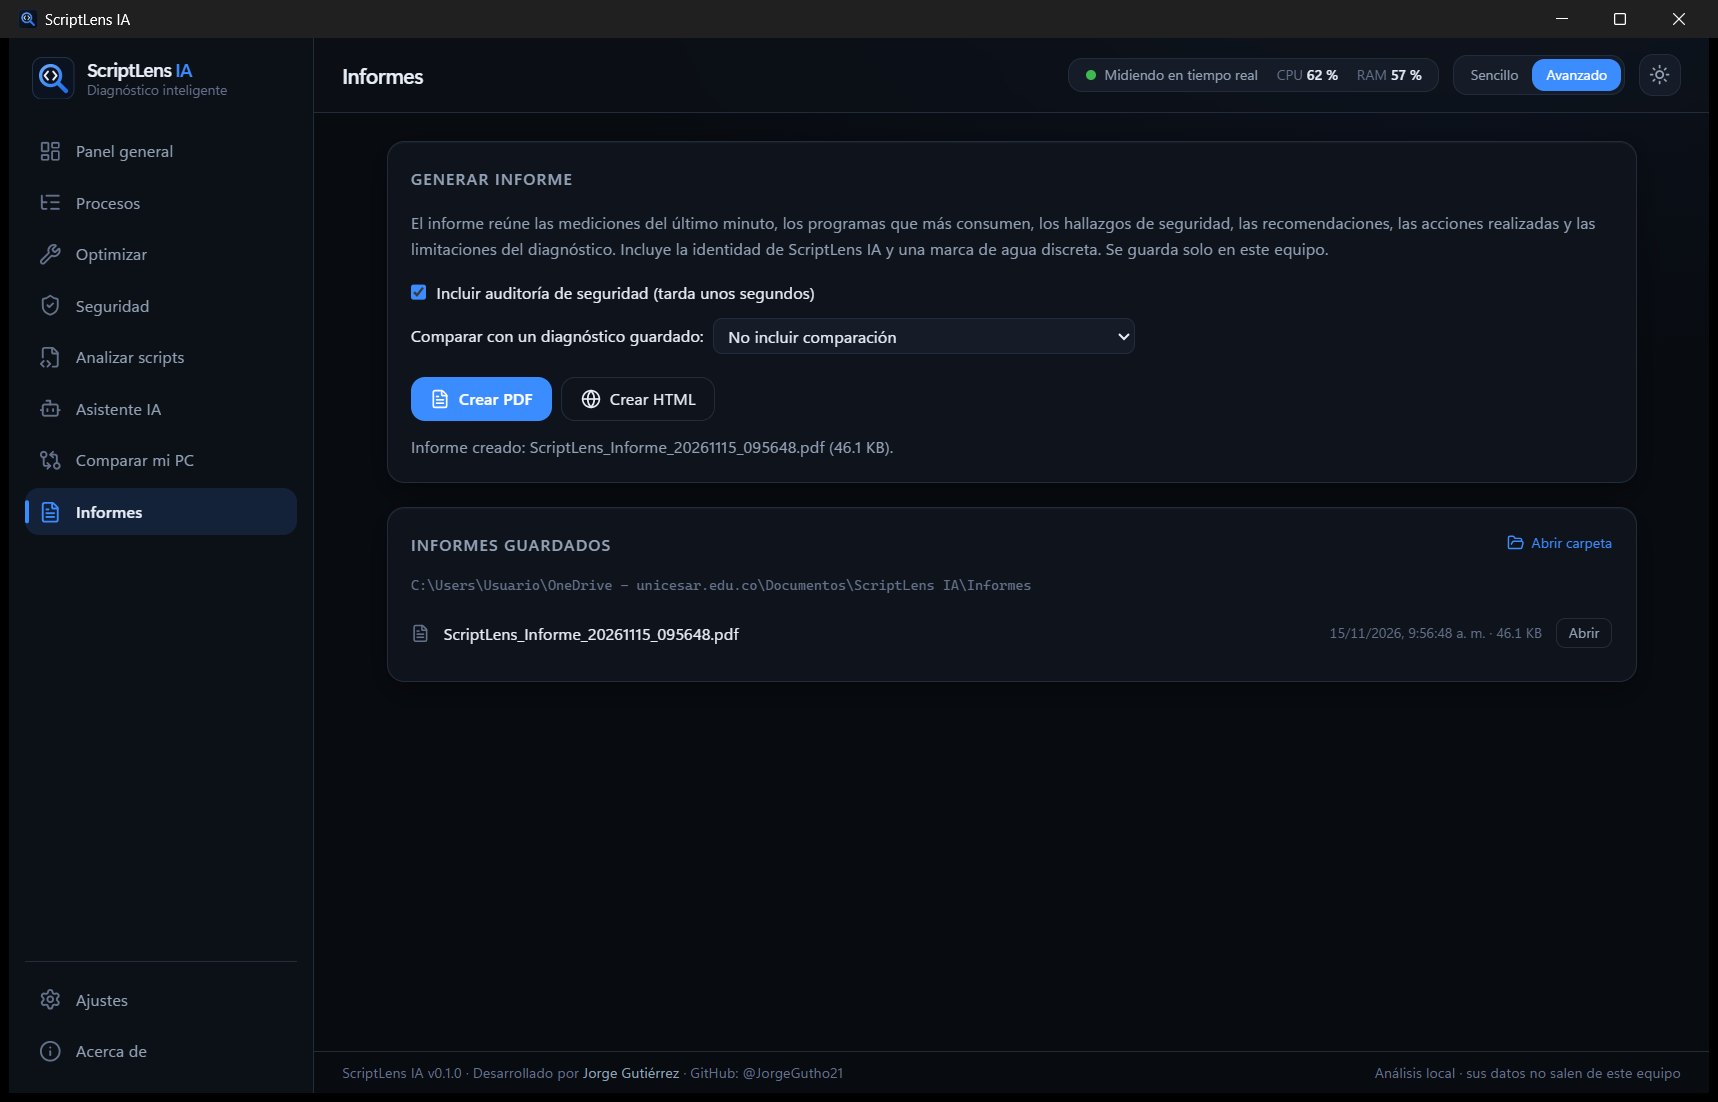 ScriptLens IA
ScriptLens IA
Diagnóstico inteligente
Panel general
Procesos
Optimizar
Seguridad
Analizar scripts
Asistente IA
Comparar mi PC
Informes
Ajustes
Acerca de
Informes
Midiendo en tiempo real CPU 62 % RAM 57 %
Sencillo Avanzado
GENERAR INFORME
El informe reúne las mediciones del último minuto, los programas que más consumen, los hallazgos de seguridad, las recomendaciones, las acciones realizadas y las
limitaciones del diagnóstico. Incluye la identidad de ScriptLens IA y una marca de agua discreta. Se guarda solo en este equipo.
Incluir auditoría de seguridad (tarda unos segundos)
Comparar con un diagnóstico guardado: No incluir comparación
Crear PDF Crear HTML
Informe creado: ScriptLens_Informe_20261115_095648.pdf (46.1 KB).
INFORMES GUARDADOS
Abrir carpeta
C:\Users\Usuario\OneDrive - unicesar.edu.co\Documentos\ScriptLens IA\Informes
ScriptLens_Informe_20261115_095648.pdf
15/11/2026, 9:56:48 a. m. · 46.1 KB Abrir
ScriptLens IA v0.1.0 · Desarrollado por Jorge Gutiérrez · GitHub: @JorgeGutho21
Análisis local · sus datos no salen de este equipo